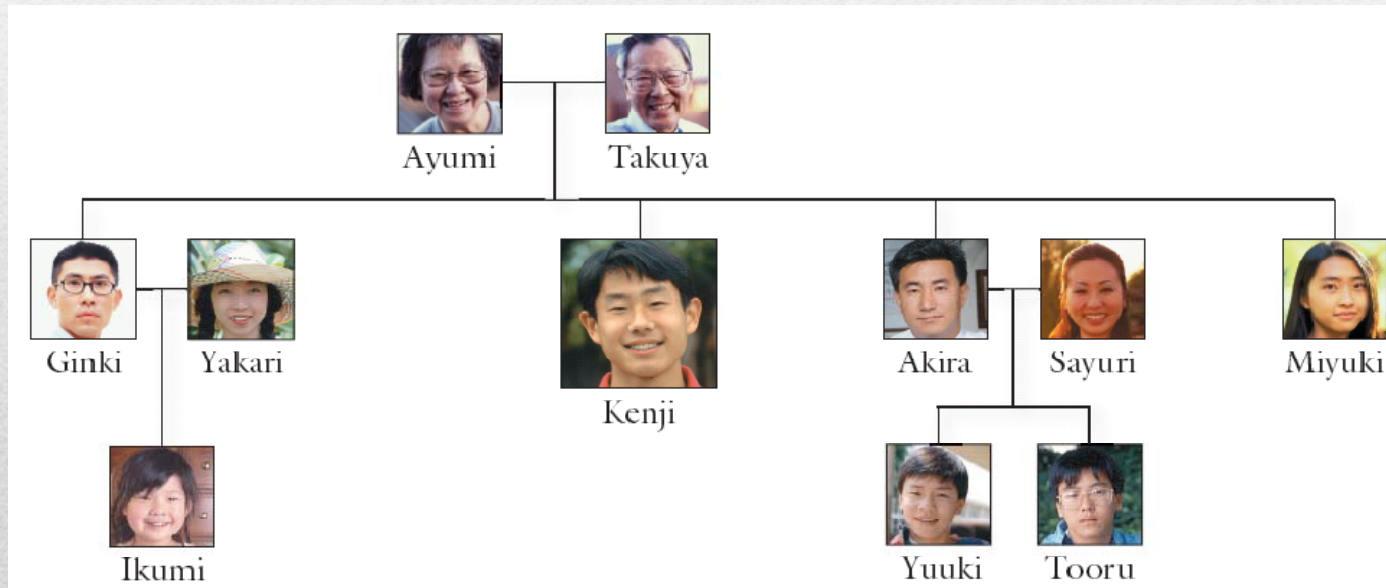 Ayumi
Takuya
Ginki
Yakari
Kenji
Akira
Sayuri
Miyuki
Ikumi
Yuuki
Tooru